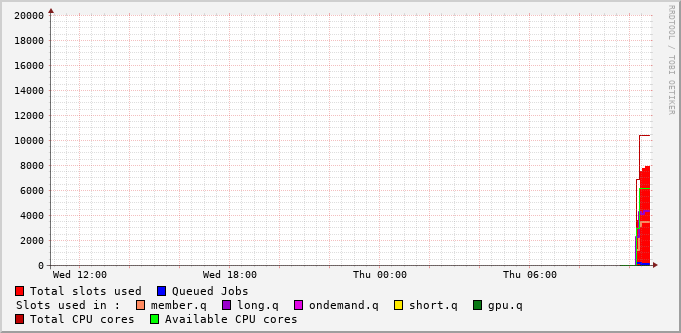 RRDTOOL / TOBI OETIKER
20000
18000
16000
14000
12000
10000
8000
6000
4000
2000
0
Wed 12:00 Wed 18:00 Thu 00:00 Thu 06:00
Total slots used Queued Jobs
Slots used in : member.q long.q ondemand.q short.q gpu.q
Total CPU cores Available CPU cores